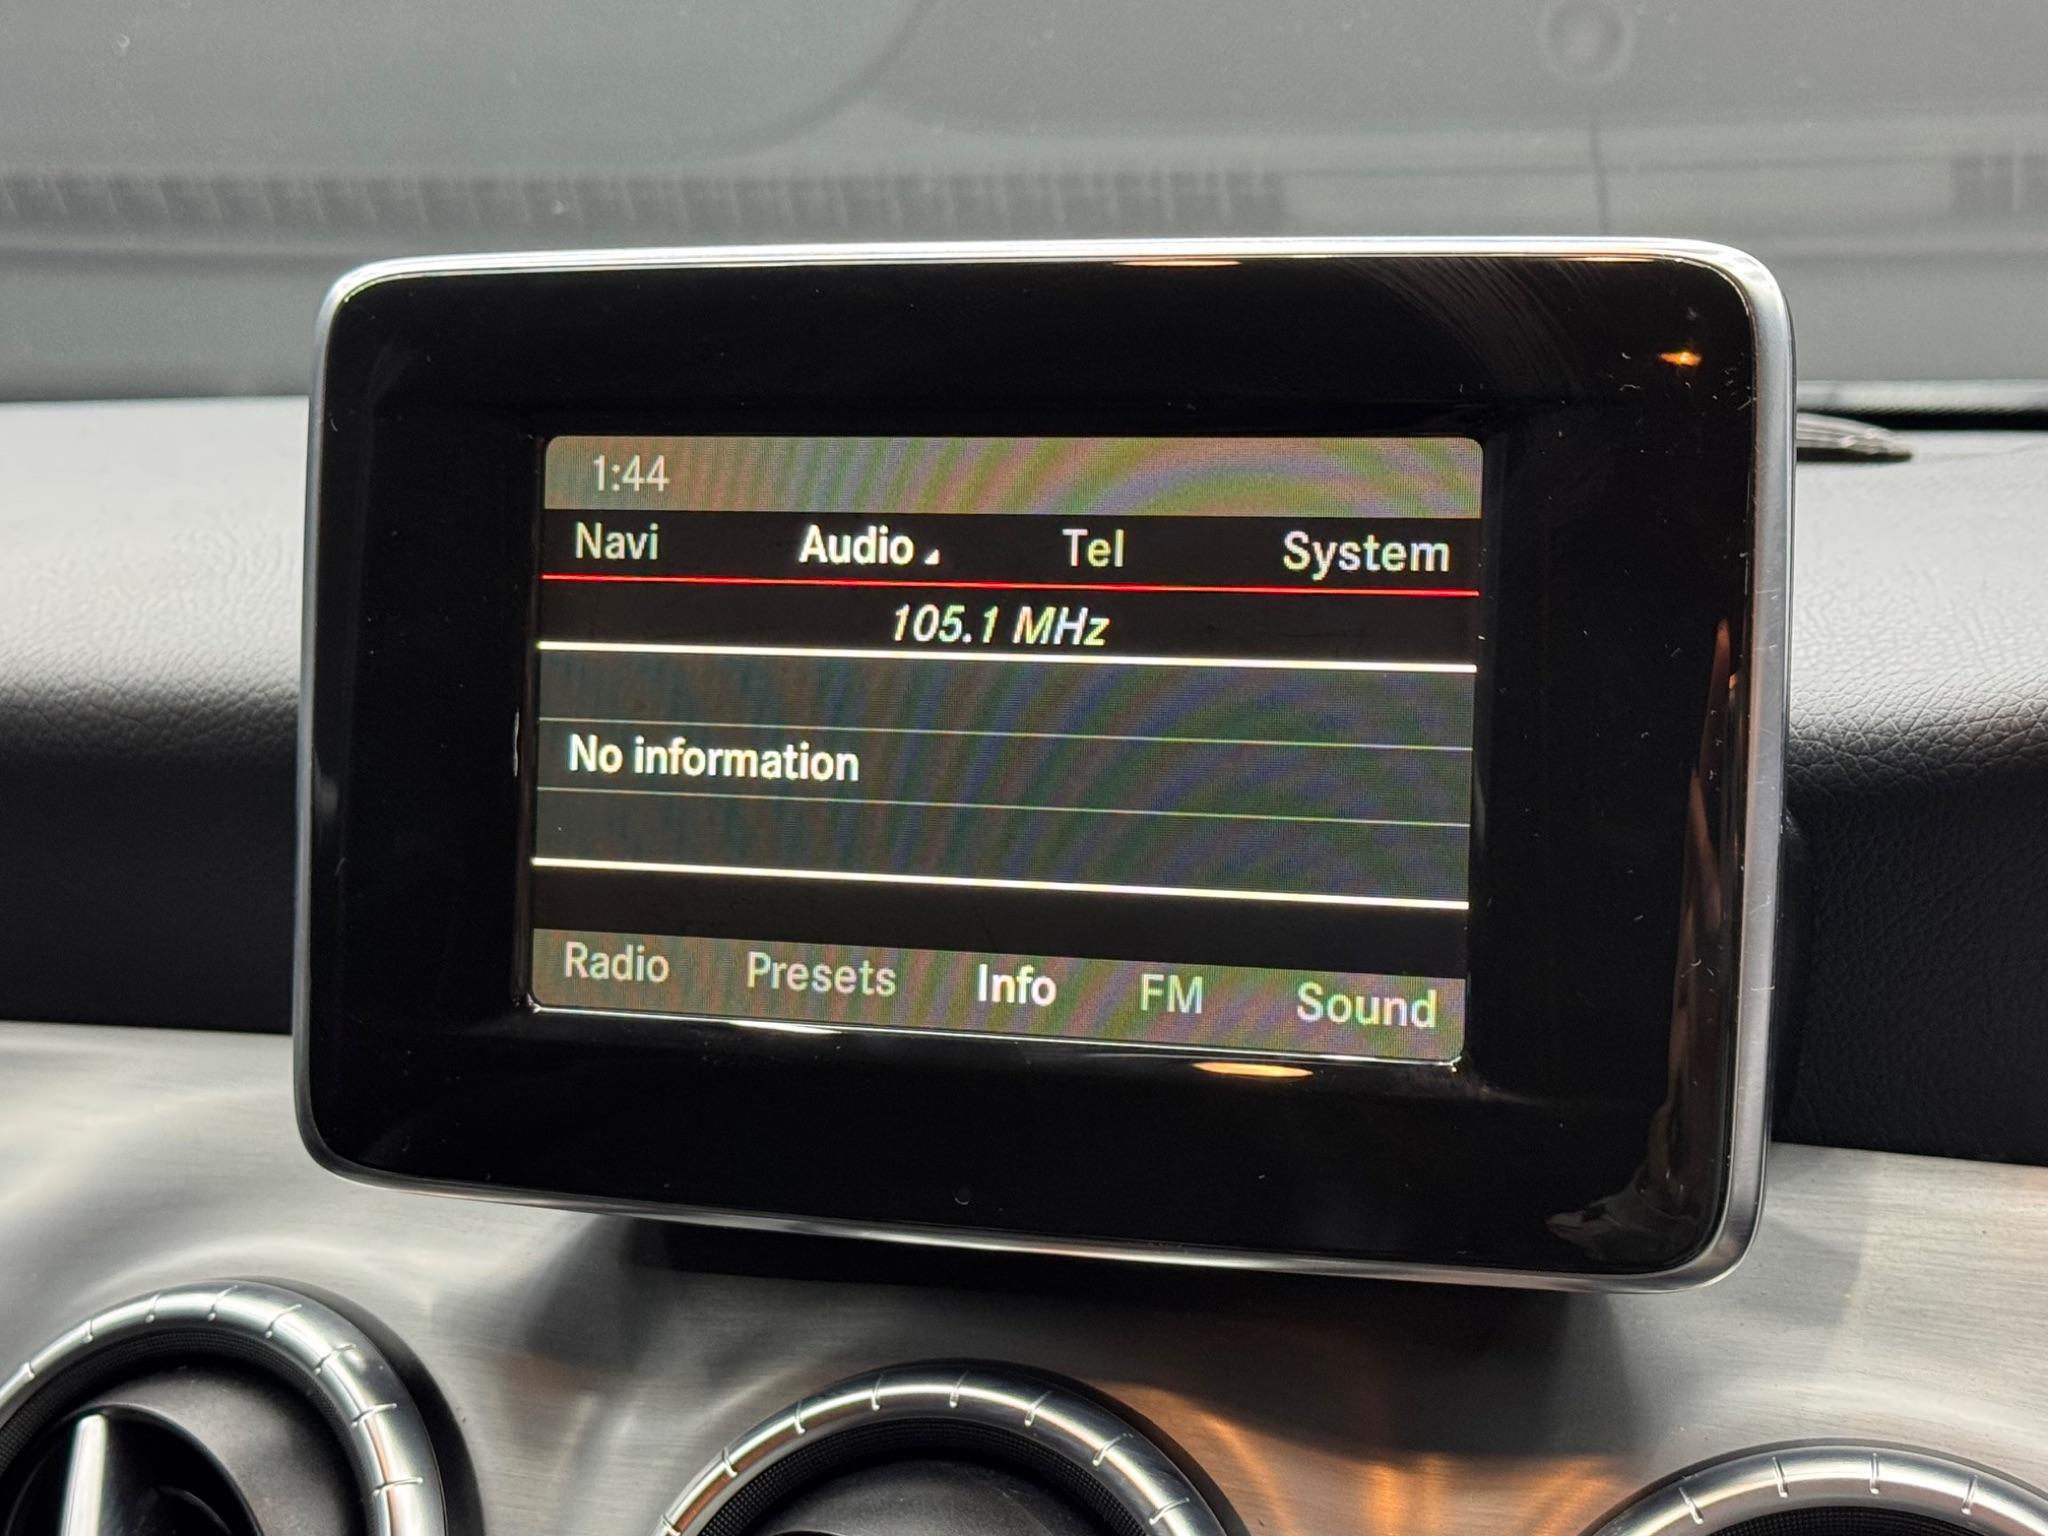 1:44
Navi Audio Tel System
105.1 MHz
No information
Radio Presets Info FM Sound